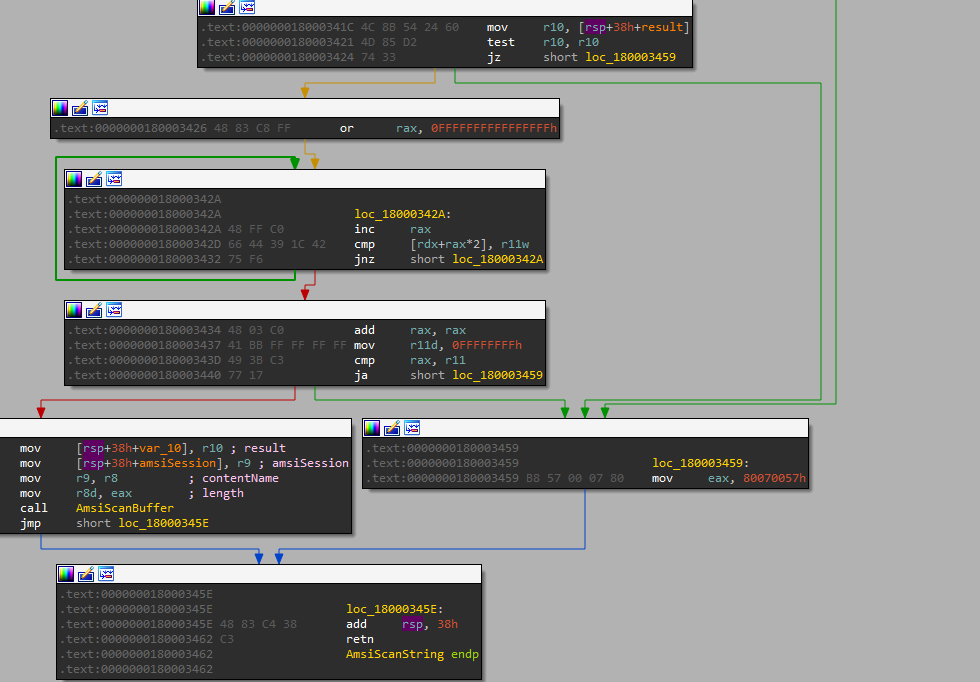 .text:000000018000341C 4C 8B 54 24 60 mov r10, [rsp+38h+result]
.text:0000000180003421 4D 85 D2 test r10, r10
.text:0000000180003424 74 33 jz short loc_180003459
.text:0000000180003426 48 83 C8 FF or rax, 0FFFFFFFFFFFFFFFFh
.text:000000018000342A
.text:000000018000342A loc_18000342A:
.text:000000018000342A 48 FF C0 inc rax
.text:000000018000342D 66 44 39 1C 42 cmp [rdx+rax*2], r11w
.text:0000000180003432 75 F6 jnz short loc_18000342A
.text:0000000180003434 48 03 C0 add rax, rax
.text:0000000180003437 41 BB FF FF FF FF mov r11d, 0FFFFFFFFh
.text:000000018000343D 49 3B C3 cmp rax, r11
.text:0000000180003440 77 17 ja short loc_180003459
mov [rsp+38h+var_10], r10 ; result
mov [rsp+38h+amsiSession], r9 ; amsiSession
mov r9, r8 ; contentName
mov r8d, eax ; length
call AmsiScanBuffer
jmp short loc_18000345E
.text:0000000180003459
.text:0000000180003459 loc_180003459:
.text:0000000180003459 B8 57 00 07 80 mov eax, 80070057h
.text:000000018000345E
.text:000000018000345E loc_18000345E:
.text:000000018000345E 48 83 C4 38 add rsp, 38h
.text:0000000180003462 C3 retn
.text:0000000180003462 AmsiScanString endp
.text:0000000180003462